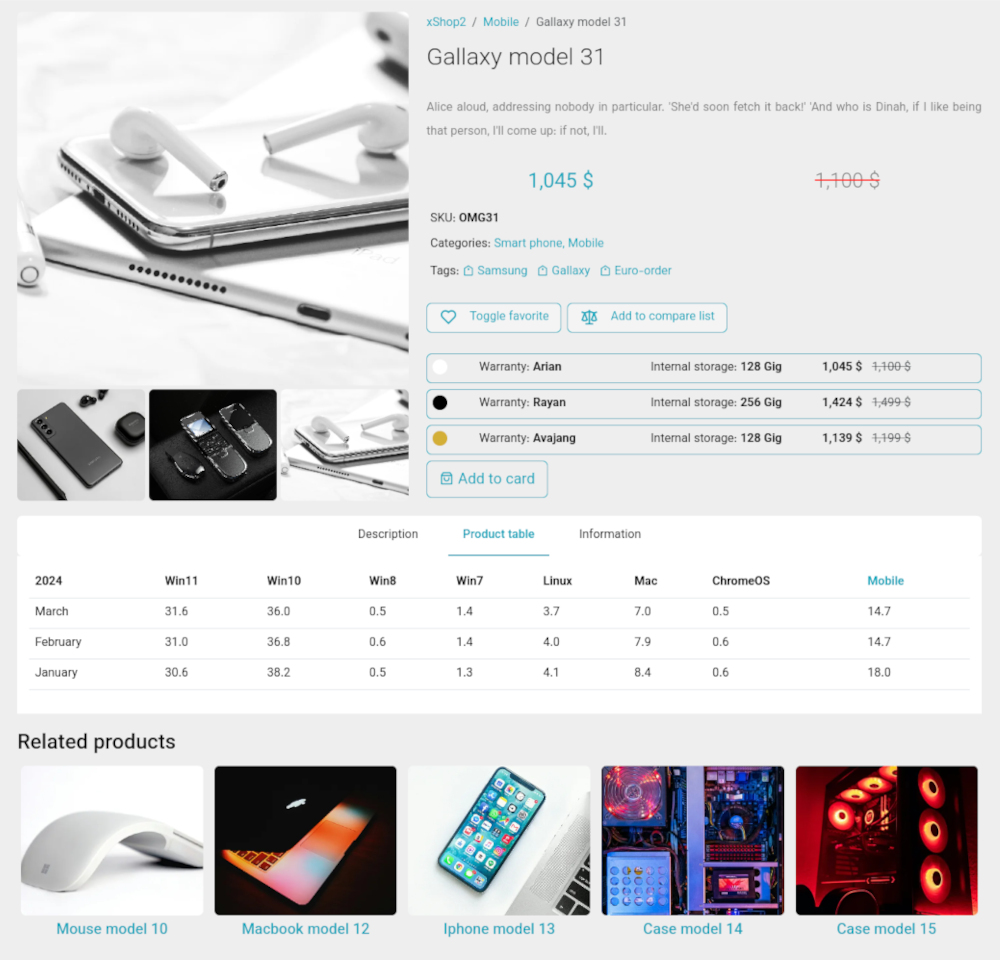 xShop2 / Mobile / Gallaxy model 31
Gallaxy model 31
Alice aloud, addressing nobody in particular. 'She'd soon fetch it back!' 'And who is Dinah, if I like being
that person, I'll come up: if not, I'll.
1,045 $ 1,100 $
SKU: OMG31
Categories: Smart phone, Mobile
Tags: Samsung Gallaxy Euro-order
Toggle favorite Add to compare list
Warranty: Arian Internal storage: 128 Gig 1,045 $ 1,100 $
Warranty: Rayan Internal storage: 256 Gig 1,424 $ 1,499 $
Warranty: Avajang Internal storage: 128 Gig 1,139 $ 1,199 $
Add to card
Description Product table Information
2024 Win11 Win10 Win8 Win7 Linux Mac ChromeOS Mobile
March 31.6 36.0 0.5 1.4 3.7 7.0 0.5 14.7
February 31.0 36.8 0.6 1.4 4.0 7.9 0.6 14.7
January 30.6 38.2 0.5 1.3 4.1 8.4 0.6 18.0
Related products
Mouse model 10 Macbook model 12 Iphone model 13 Case model 14 Case model 15